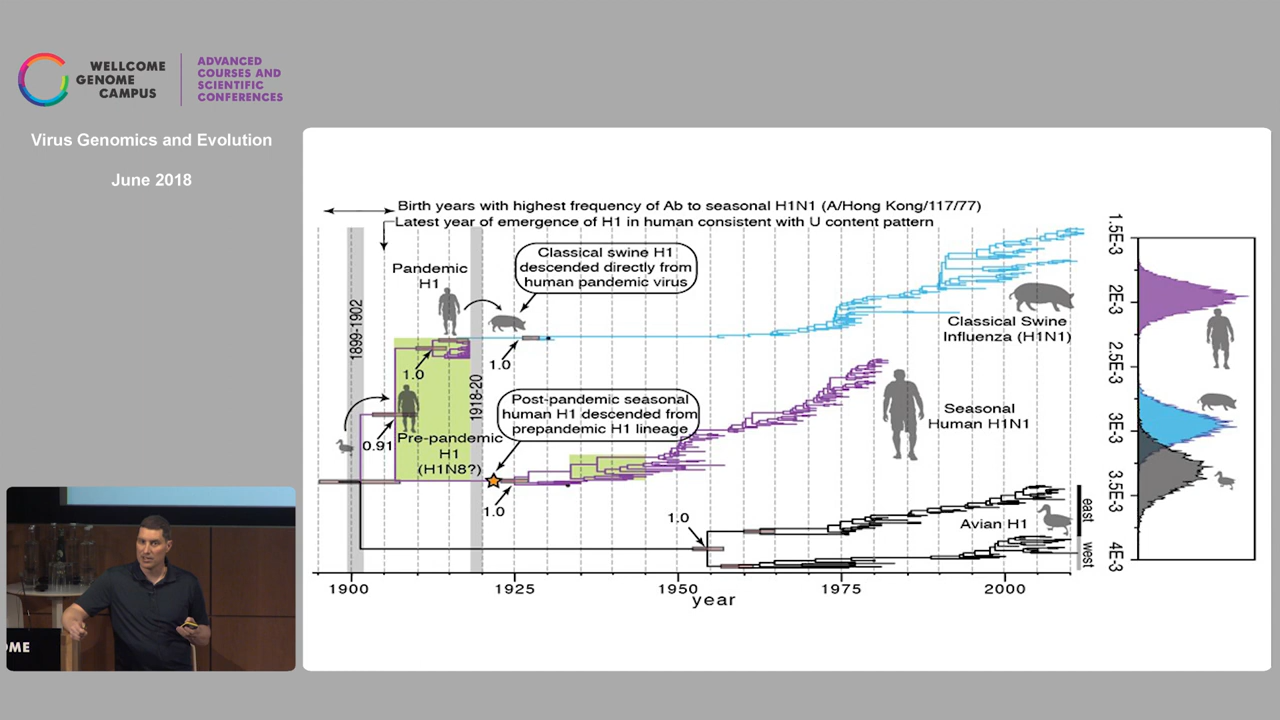 WELLCOME
GENOME
CAMPUS
ADVANCED
COURSES AND
SCIENTIFIC
CONFERENCES
Virus Genomics and Evolution
June 2018
Birth years with highest frequency of Ab to seasonal H1N1 (A/Hong Kong/117/77)
Latest year of emergence of H1 in human consistent with U content pattern
Pandemic
H1
Classical swine H1
descended directly from
human pandemic virus
1899-1902
1918-20
1.0
1.0
Classical Swine
Influenza (H1N1)
Post-pandemic seasonal
human H1 descended from
prepandemic H1 lineage
Seasonal
Human H1N1
0.91
Pre-pandemic
H1
(H1N8?)
1.0
1.0
Avian H1
east
west
1900
1925
1950
1975
2000
year
1.5E-3
2E-3
2.5E-3
3E-3
3.5E-3
4E-3
OME